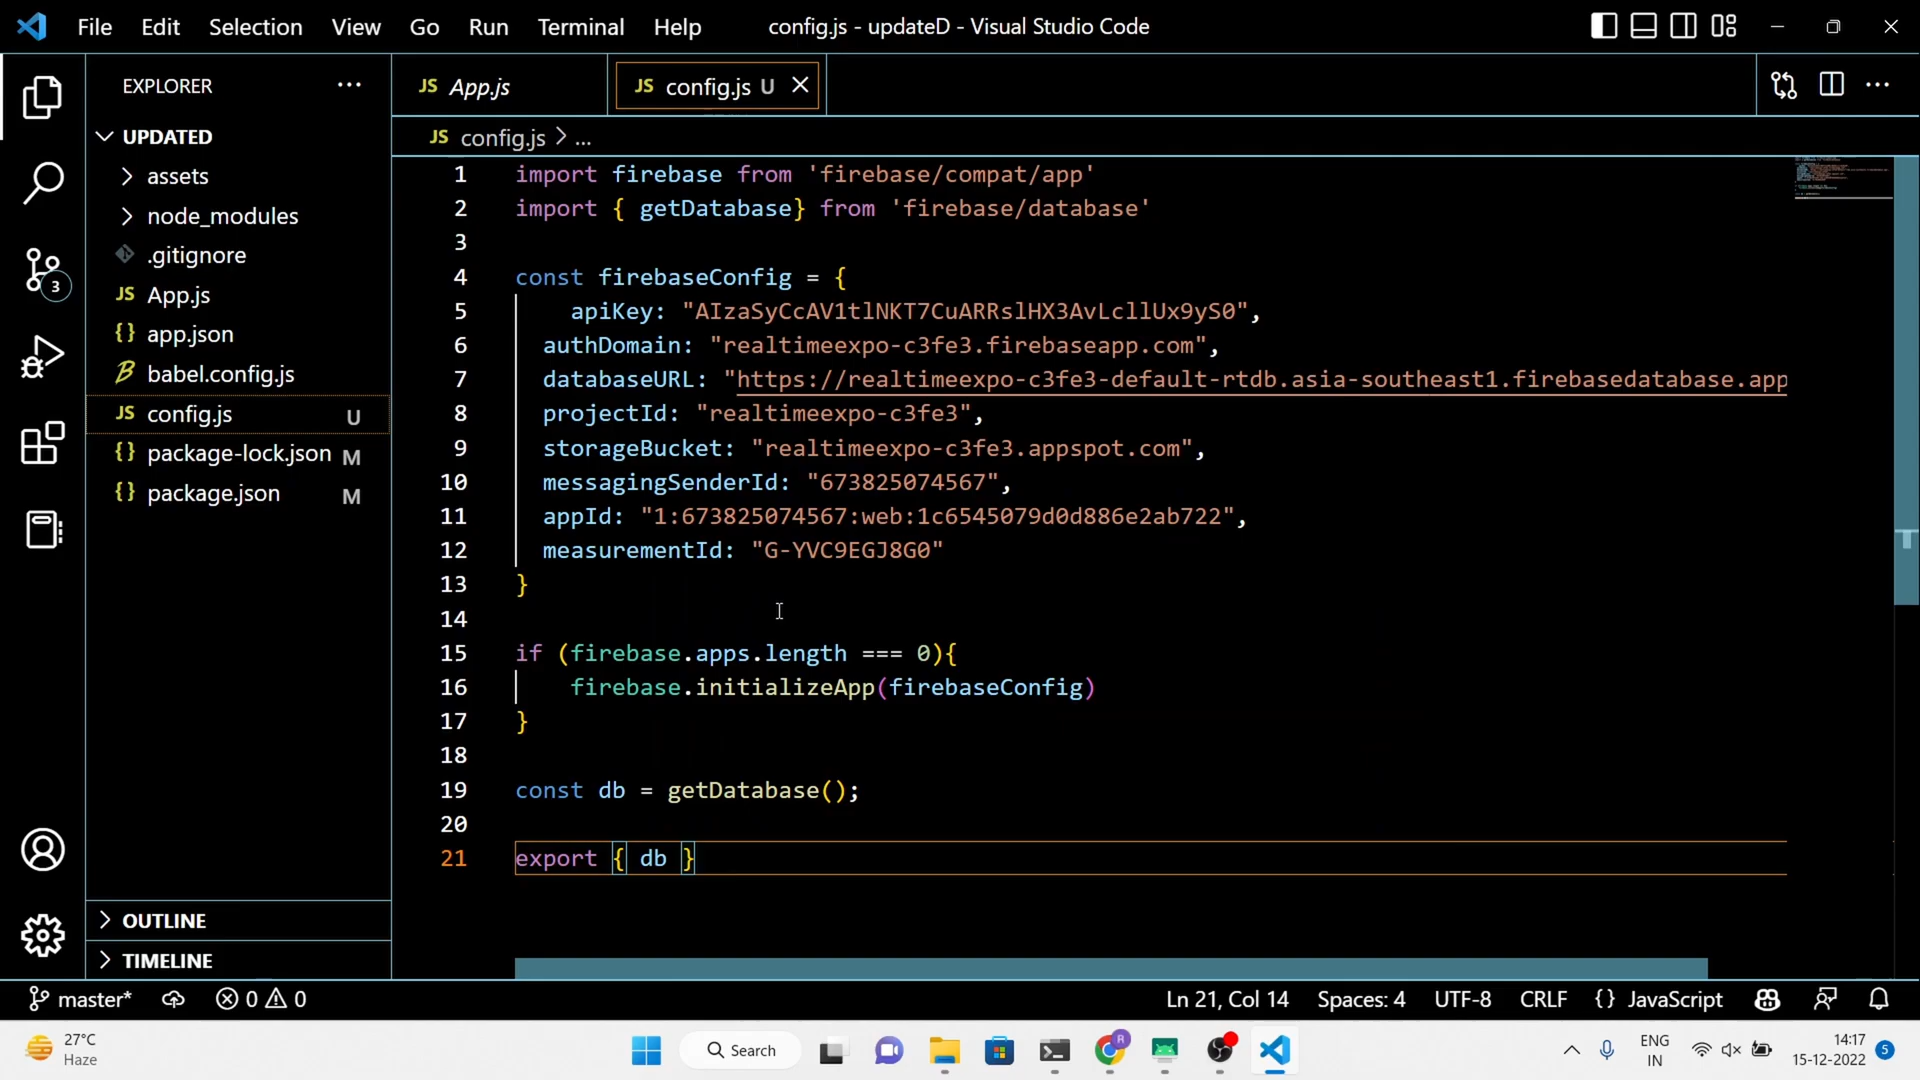 File Edit Selection View Go Run Terminal Help config.js - updateD - Visual Studio Code
EXPLORER ...
JS App.js
JS config.js U
UPDATED
JS config.js > ...
assets
node_modules
.gitignore
JS App.js
{} app.json
babel.config.js
JS config.js U
{} package-lock.json M
{} package.json M
3
1 import firebase from 'firebase/compat/app'
2 import { getDatabase} from 'firebase/database'
3
4 const firebaseConfig = {
5 apiKey: "AIzaSyCcAV1tlNKT7CuARRslHX3AvLcllUx9yS0",
6 authDomain: "realtimeexpo-c3fe3.firebaseapp.com",
7 databaseURL: "https://realtimeexpo-c3fe3-default-rtdb.asia-southeast1.firebasedatabase.app
8 projectId: "realtimeexpo-c3fe3",
9 storageBucket: "realtimeexpo-c3fe3.appspot.com",
10 messagingSenderId: "673825074567",
11 appId: "1:673825074567:web:1c6545079d0d886e2ab722",
12 measurementId: "G-YVC9EGJ8G0"
13 }
14
15 if (firebase.apps.length === 0){
16 firebase.initializeApp(firebaseConfig)
17 }
18
19 const db = getDatabase();
20
21 export { db }
OUTLINE
TIMELINE
master* 0 0 Ln 21, Col 14 Spaces: 4 UTF-8 CRLF {} JavaScript
27°C
Haze
Search
R
ENG
IN
14:17
15-12-2022
5